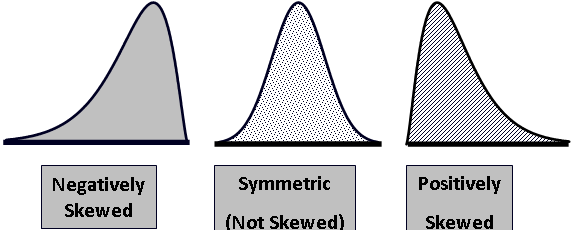 Negatively
Skewed
Symmetric
(Not Skewed)
Positively
Skewed